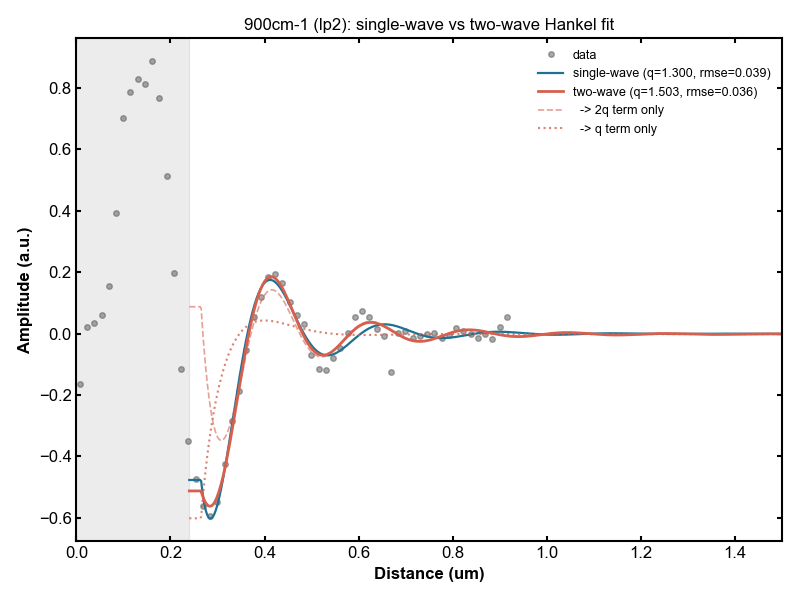 900cm-1 (lp2): single-wave vs two-wave Hankel fit
data
single-wave (q=1.300, rmse=0.039)
two-wave (q=1.503, rmse=0.036)
-> 2q term only
-> q term only
Amplitude (a.u.)
0.8
0.6
0.4
0.2
0.0
−0.2
−0.4
−0.6
0.0 0.2 0.4 0.6 0.8 1.0 1.2 1.4
Distance (um)